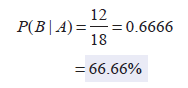 P(B | A) = 12/18 = 0.6666
= 66.66%